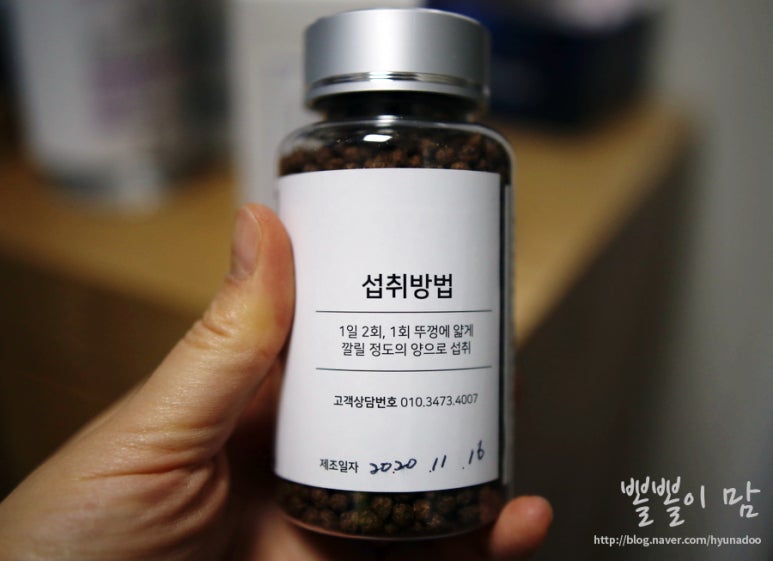 섭취방법
1일 2회, 1회 뚜껑에 얇게
깔릴 정도의 양으로 섭취
고객상담번호 010.3473.4007
제조일자 2020 11 .16
뽈뽈이 맘
http://blog.naver.com/hyunadoo